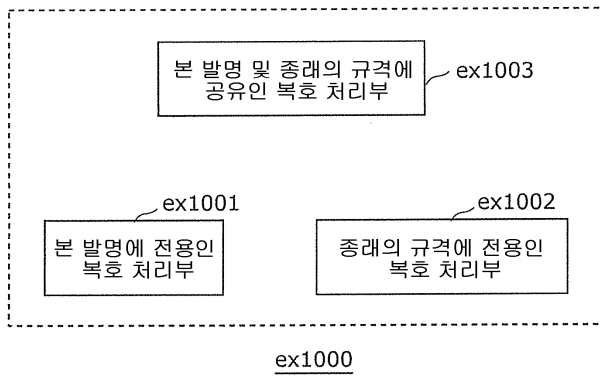 본 발명 및 종래의 규격에
공유인 복호 처리부
ex1003
ex1001
본 발명에 전용인
복호 처리부
ex1002
종래의 규격에 전용인
복호 처리부
ex1000